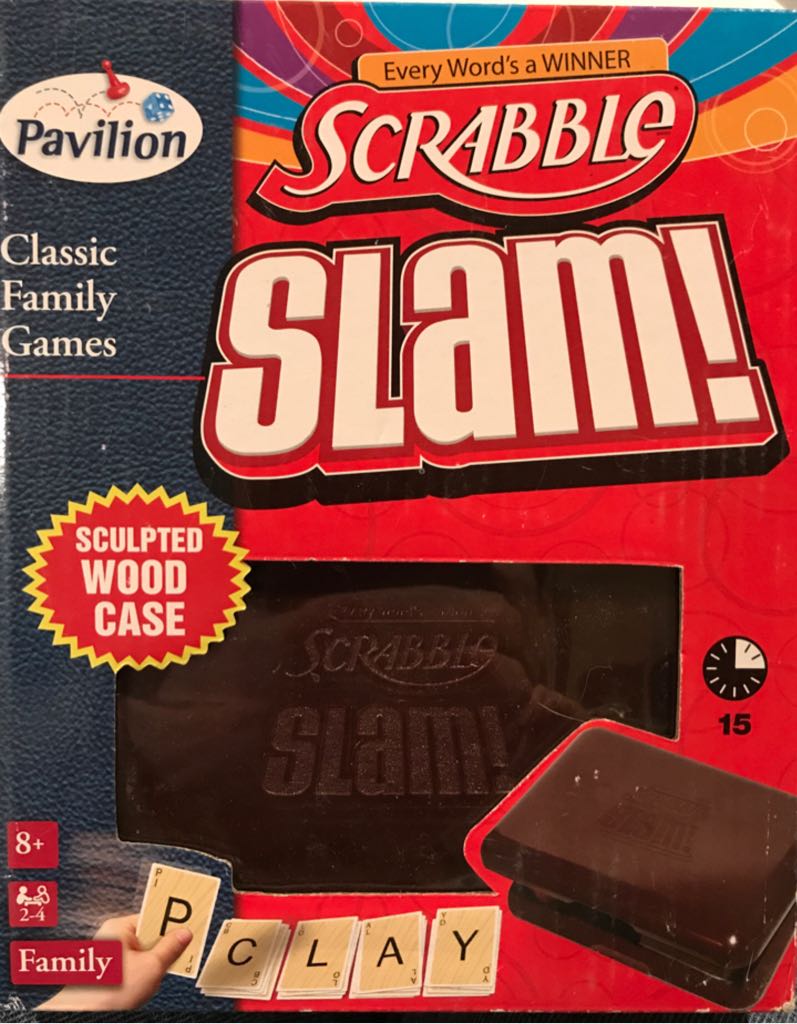 Every Word's a WINNER
SCRABBLE
SLam!
Pavilion
Classic
Family
Games
SCULPTED
WOOD
CASE
SCRABBLE
SLam!
15
8+
2-4
Family
P
C
L
A
Y